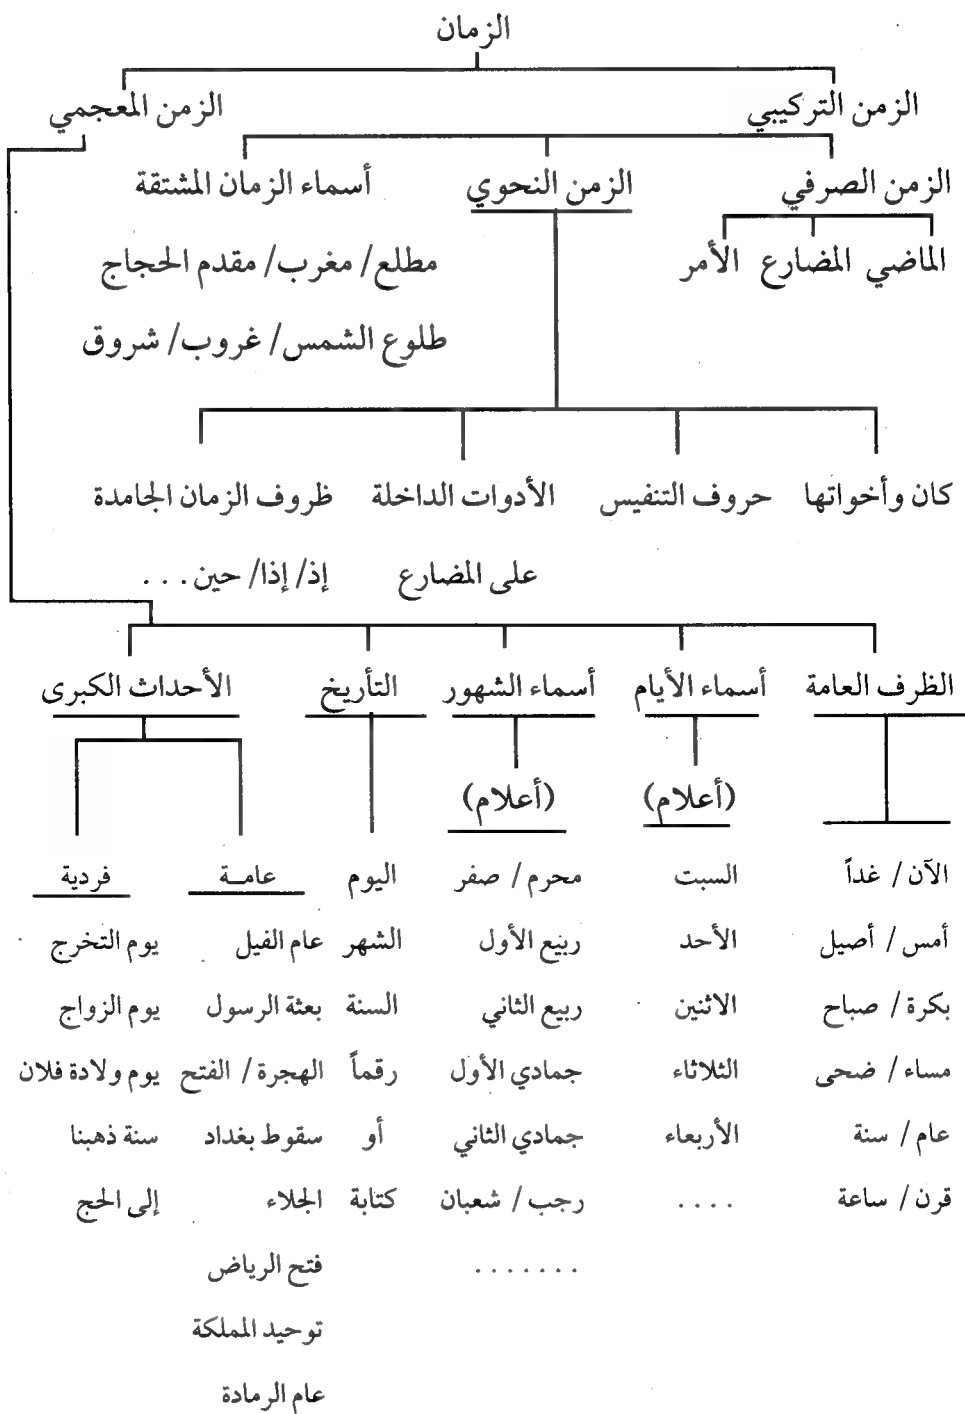 الزمان
الزمن التركيبي الزمن المعجمي
الزمن الصرفي الزمن النحوي أسماء الزمان المشتقة
الماضي المضارع الأمر مطلع / مغرب / مقدم الحجاج
طلوع الشمس / غروب / شروق
كان وأخواتها حروف التنفيس الأدوات الداخلة ظروف الزمان الجامدة
على المضارع إذ / إذا / حين . . .
الظرف العامة أسماء الأيام أسماء الشهور التأريخ الأحداث الكبرى
(أعلام) (أعلام)
الآن / غداً السبت محرم / صفر اليوم عامــة فردية
أمس / أصيل الأحد ربيع الأول الشهر عام الفيل يوم التخرج
بكرة / صباح الاثنين ربيع الثاني السنة بعثة الرسول يوم الزواج
مساء / ضحى الثلاثاء جمادي الأول رقماً الهجرة / الفتح يوم ولادة فلان
عام / سنة الأربعاء جمادي الثاني أو سقوط بغداد سنة ذهبنا
قرن / ساعة . . . . رجب / شعبان كتابة الجلاء إلى الحج
. . . . . . . فتح الرياض
توحيد المملكة
عام الرمادة